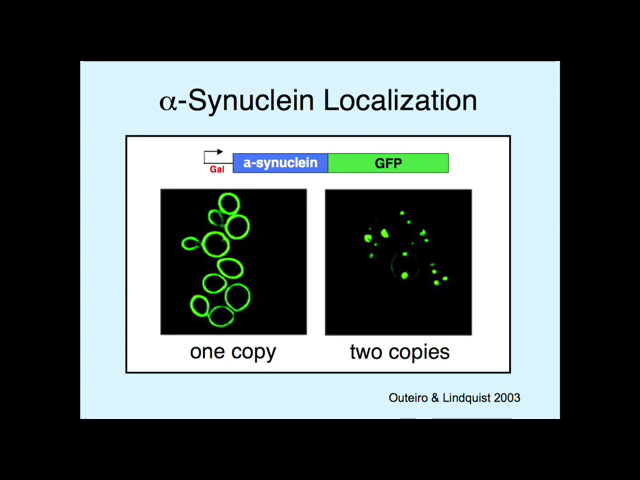 α-Synuclein Localization
Gal
a-synuclein
GFP
one copy
two copies
Outeiro & Lindquist 2003